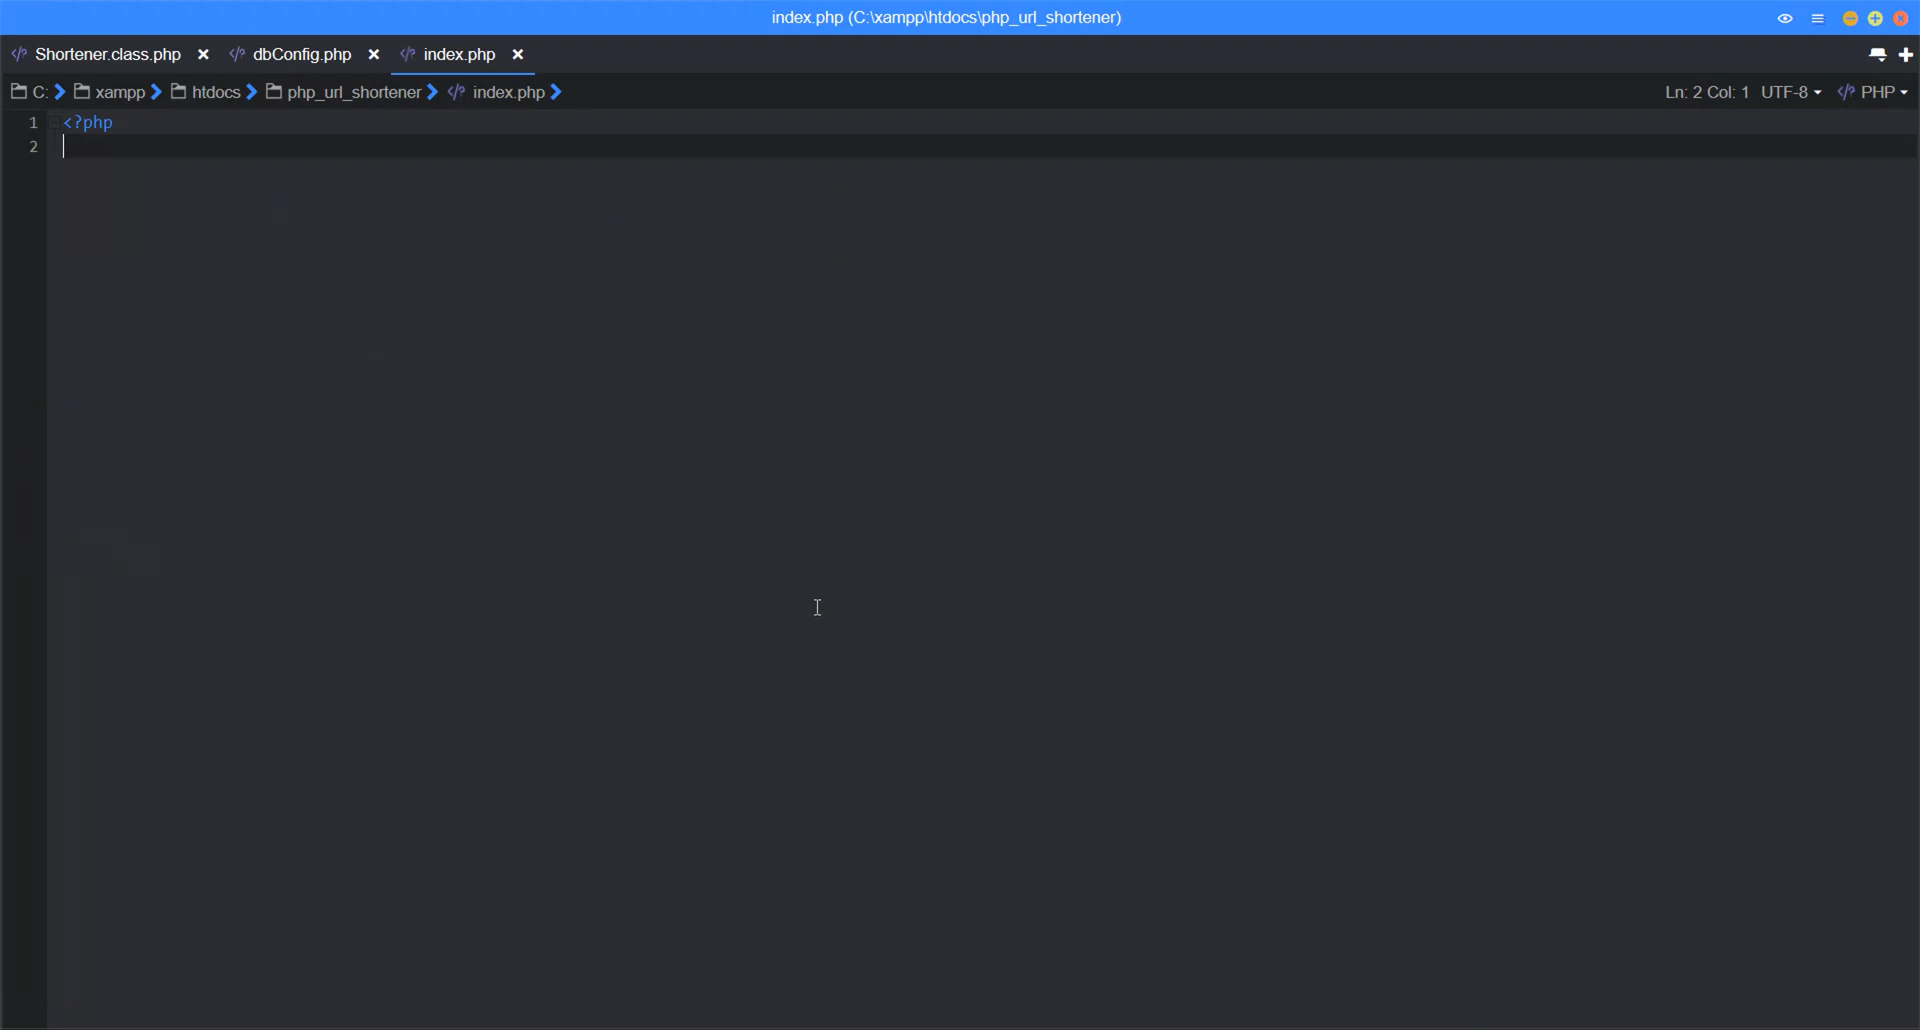 index.php (C:\xampp\htdocs\php_url_shortener)
Shortener.class.php dbConfig.php index.php
C: xampp htdocs php_url_shortener index.php Ln: 2 Col: 1 UTF-8 PHP
1 <?php
2